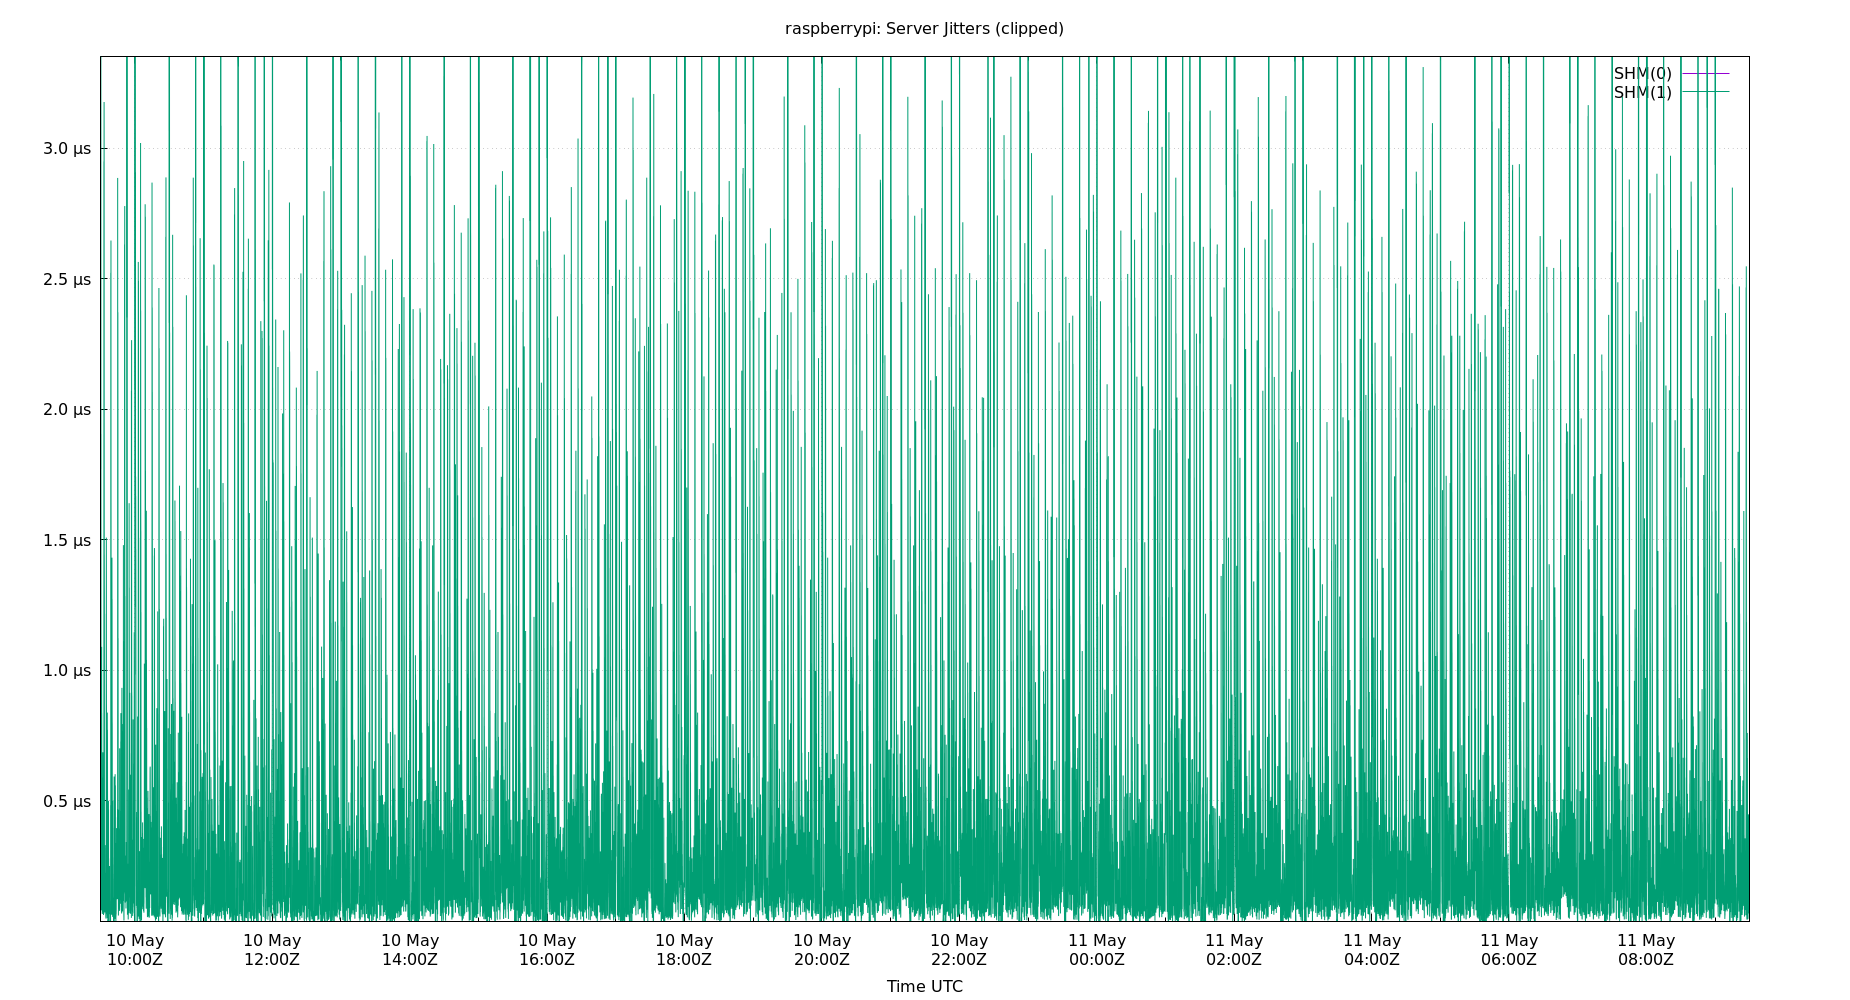 raspberrypi: Server Jitters (clipped)
SHM(0)
SHM(1)
3.0 µs
2.5 µs
2.0 µs
1.5 µs
1.0 µs
0.5 µs
10 May 10 May 10 May 10 May 10 May 10 May 10 May 11 May 11 May 11 May 11 May 11 May
10:00Z 12:00Z 14:00Z 16:00Z 18:00Z 20:00Z 22:00Z 00:00Z 02:00Z 04:00Z 06:00Z 08:00Z
Time UTC